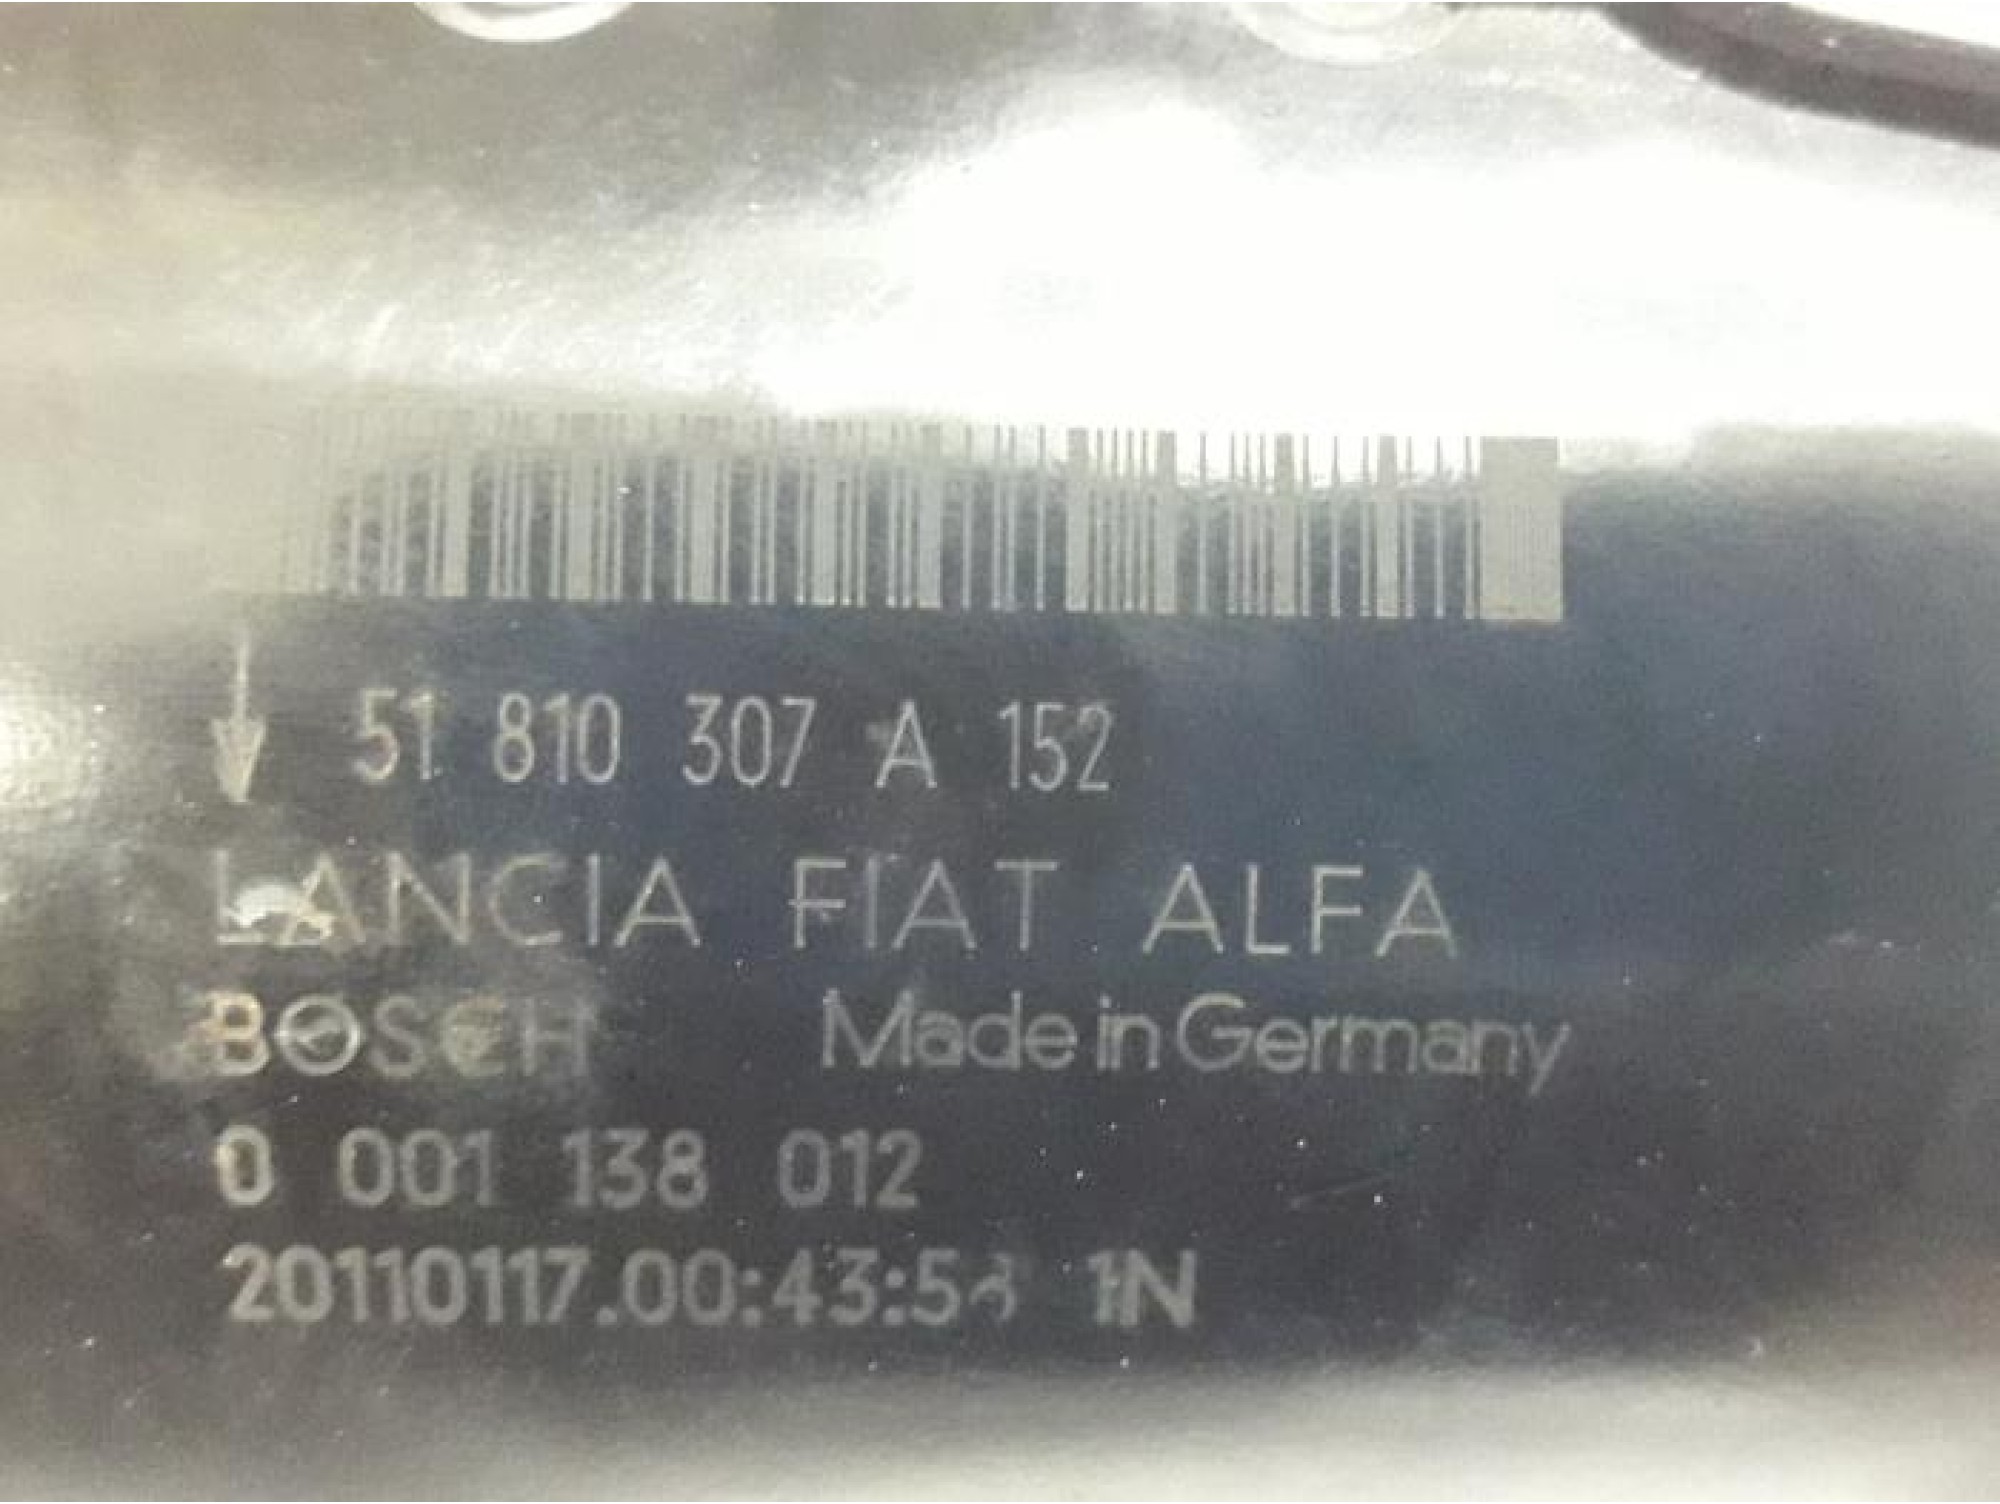 51 810 307 A 152
LANCIA FIAT ALFA
BOSCH Made in Germany
0 001 138 012
1N